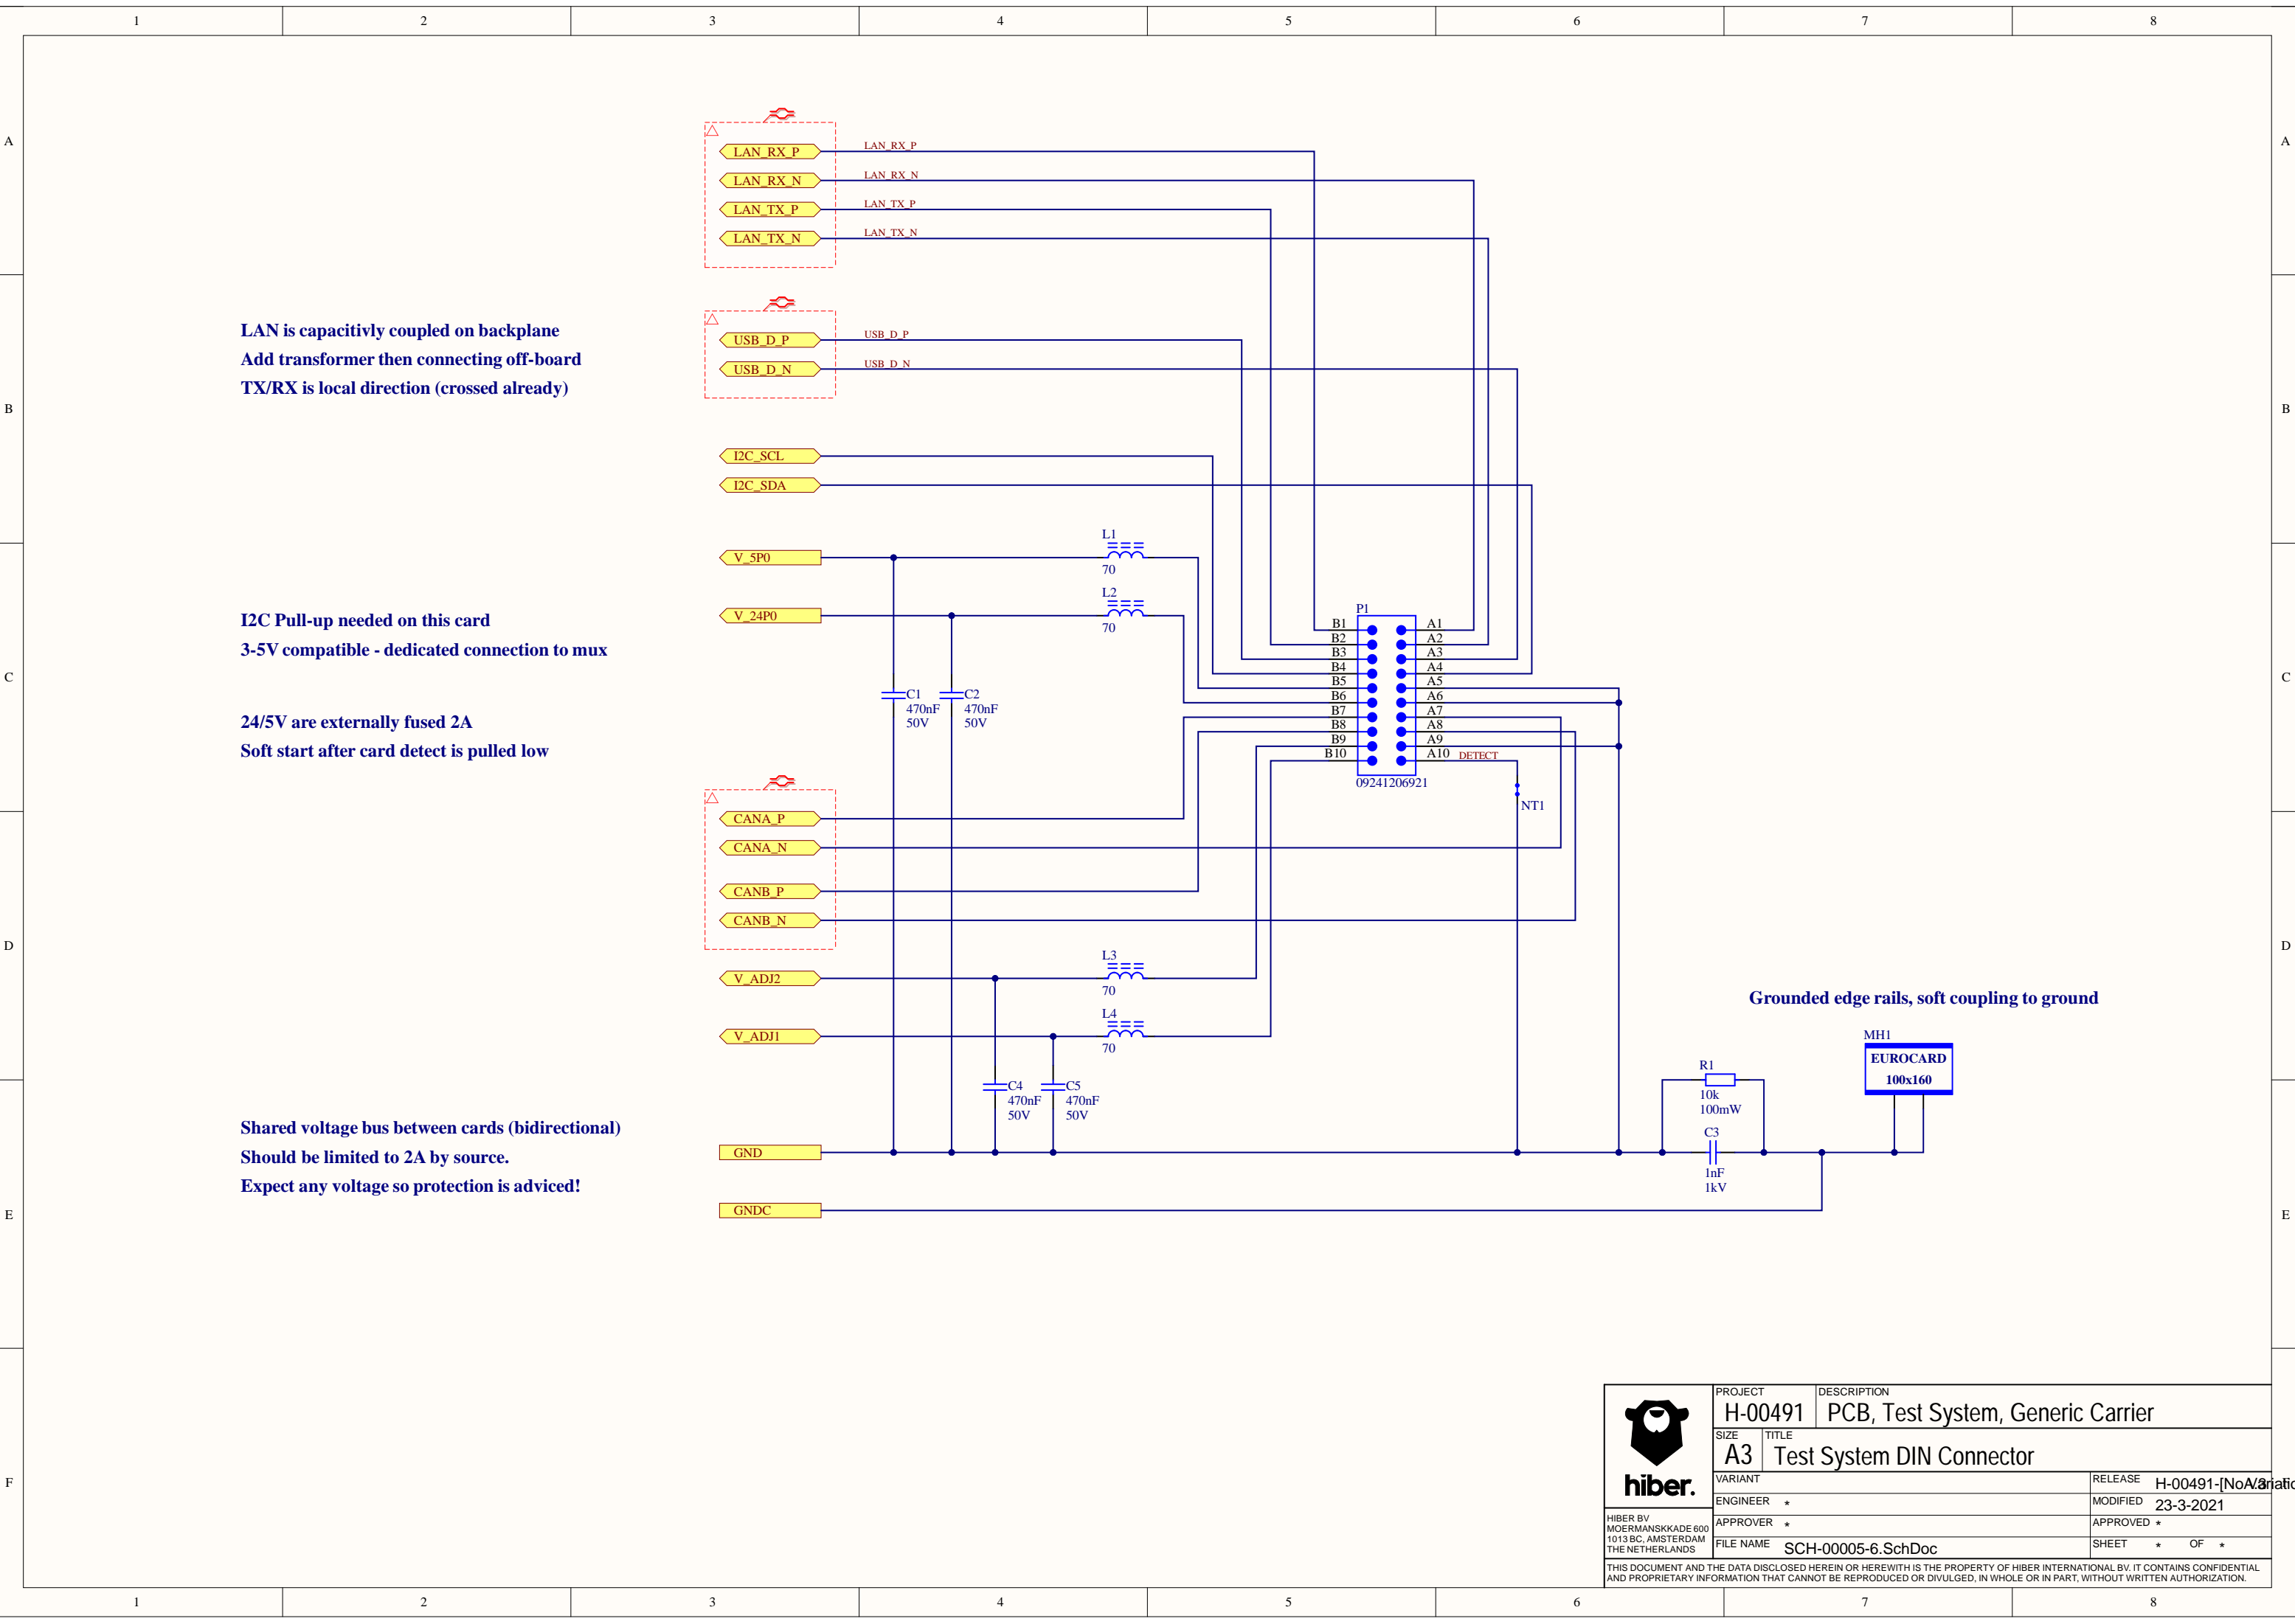 1 2 3 4 5 6 7 8
A A
LAN_RX_P LAN_RX_P
LAN_RX_N LAN_RX_N
LAN_TX_P LAN_TX_P
LAN_TX_N LAN_TX_N
LAN is capacitivly coupled on backplane
Add transformer then connecting off-board
TX/RX is local direction (crossed already)
USB_D_P USB_D_P
USB_D_N USB_D_N
B B
I2C_SCL
I2C_SDA
V_5P0
L1
70
V_24P0
L2
70
I2C Pull-up needed on this card
3-5V compatible - dedicated connection to mux
C C
P1
B1 A1
B2 A2
B3 A3
B4 A4
B5 A5
B6 A6
B7 A7
B8 A8
B9 A9
B10 A10 DETECT
09241206921
NT1
C1
470nF
50V
C2
470nF
50V
24/5V are externally fused 2A
Soft start after card detect is pulled low
CANA_P
CANA_N
CANB_P
CANB_N
D D
V_ADJ2
L3
70
V_ADJ1
L4
70
Grounded edge rails, soft coupling to ground
MH1
EUROCARD
100x160
R1
10k
100mW
C3
1nF
1kV
C4
470nF
50V
C5
470nF
50V
Shared voltage bus between cards (bidirectional)
Should be limited to 2A by source.
Expect any voltage so protection is adviced!
GND
GNDC
E E
F
hiber.
HIBER BV
MOERMANSKKADE 600
1013 BC, AMSTERDAM
THE NETHERLANDS
PROJECT DESCRIPTION
H-00491 PCB, Test System, Generic Carrier
SIZE TITLE
A3 Test System DIN Connector
VARIANT RELEASE H-00491-[No
ENGINEER * MODIFIED 23-3-2021
APPROVER * APPROVED *
FILE NAME SCH-00005-6.SchDoc SHEET * OF *
THIS DOCUMENT AND THE DATA DISCLOSED HEREIN OR HEREWITH IS THE PROPERTY OF HIBER INTERNATIONAL BV. IT CONTAINS CONFIDENTIAL
AND PROPRIETARY INFORMATION THAT CANNOT BE REPRODUCED OR DIVULGED, IN WHOLE OR IN PART, WITHOUT WRITTEN AUTHORIZATION.
1 2 3 4 5 6 7 8